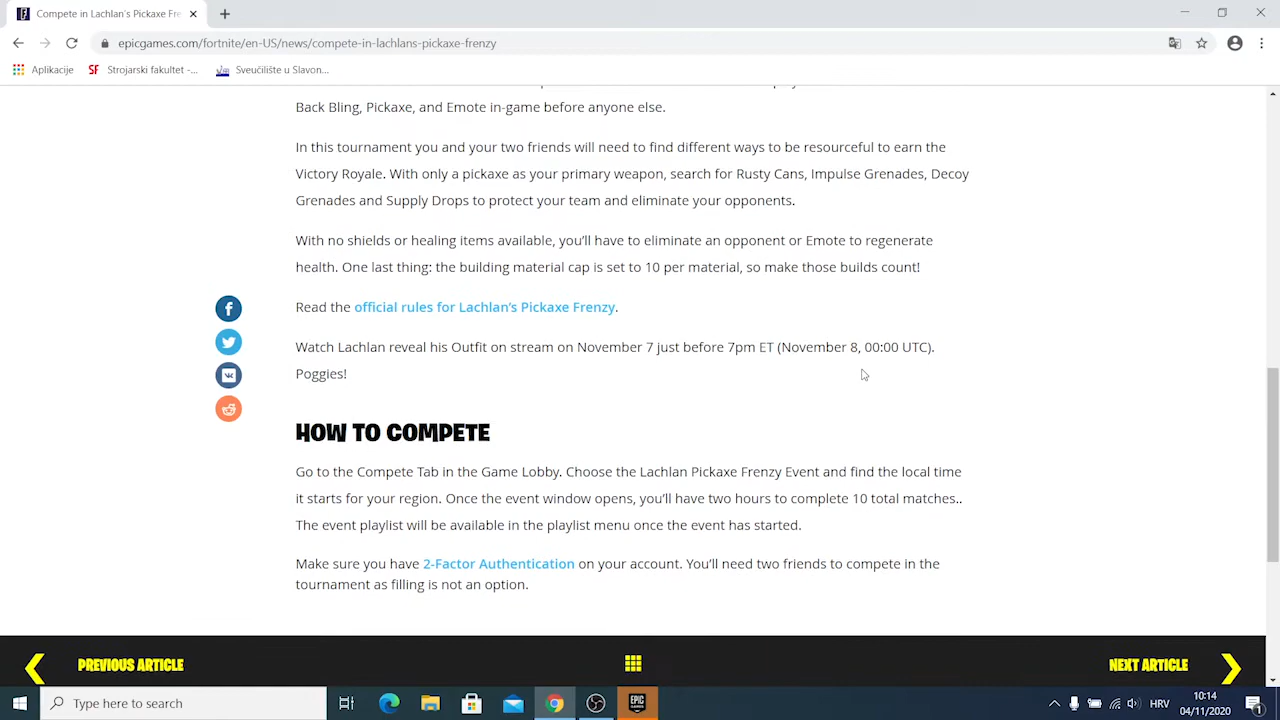 Compete in Lachlan's Pickaxe Fre
epicgames.com/fortnite/en-US/news/compete-in-lachlans-pickaxe-frenzy
Aplikacije
SF Strojarski fakultet -...
Sveučilište u Slavon...
Back Bling, Pickaxe, and Emote in-game before anyone else.
In this tournament you and your two friends will need to find different ways to be resourceful to earn the
Victory Royale. With only a pickaxe as your primary weapon, search for Rusty Cans, Impulse Grenades, Decoy
Grenades and Supply Drops to protect your team and eliminate your opponents.
With no shields or healing items available, you'll have to eliminate an opponent or Emote to regenerate
health. One last thing: the building material cap is set to 10 per material, so make those builds count!
Read the official rules for Lachlan's Pickaxe Frenzy.
Watch Lachlan reveal his Outfit on stream on November 7 just before 7pm ET (November 8, 00:00 UTC).
Poggies!
HOW TO COMPETE
Go to the Compete Tab in the Game Lobby. Choose the Lachlan Pickaxe Frenzy Event and find the local time
it starts for your region. Once the event window opens, you'll have two hours to complete 10 total matches..
The event playlist will be available in the playlist menu once the event has started.
Make sure you have 2-Factor Authentication on your account. You'll need two friends to compete in the
tournament as filling is not an option.
PREVIOUS ARTICLE
NEXT ARTICLE
Type here to search
EPIC GAMES
HRV
10:14
04/11/2020
1